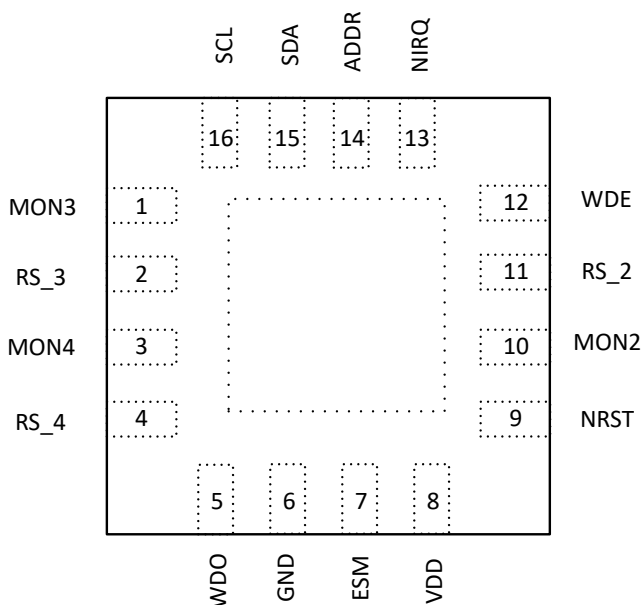 SCL SDA ADDR NIRQ
16 15 14 13
MON3 1 12 WDE
RS_3 2 11 RS_2
MON4 3 10 MON2
RS_4 4 9 NRST
5 6 7 8
WDO GND ESM VDD